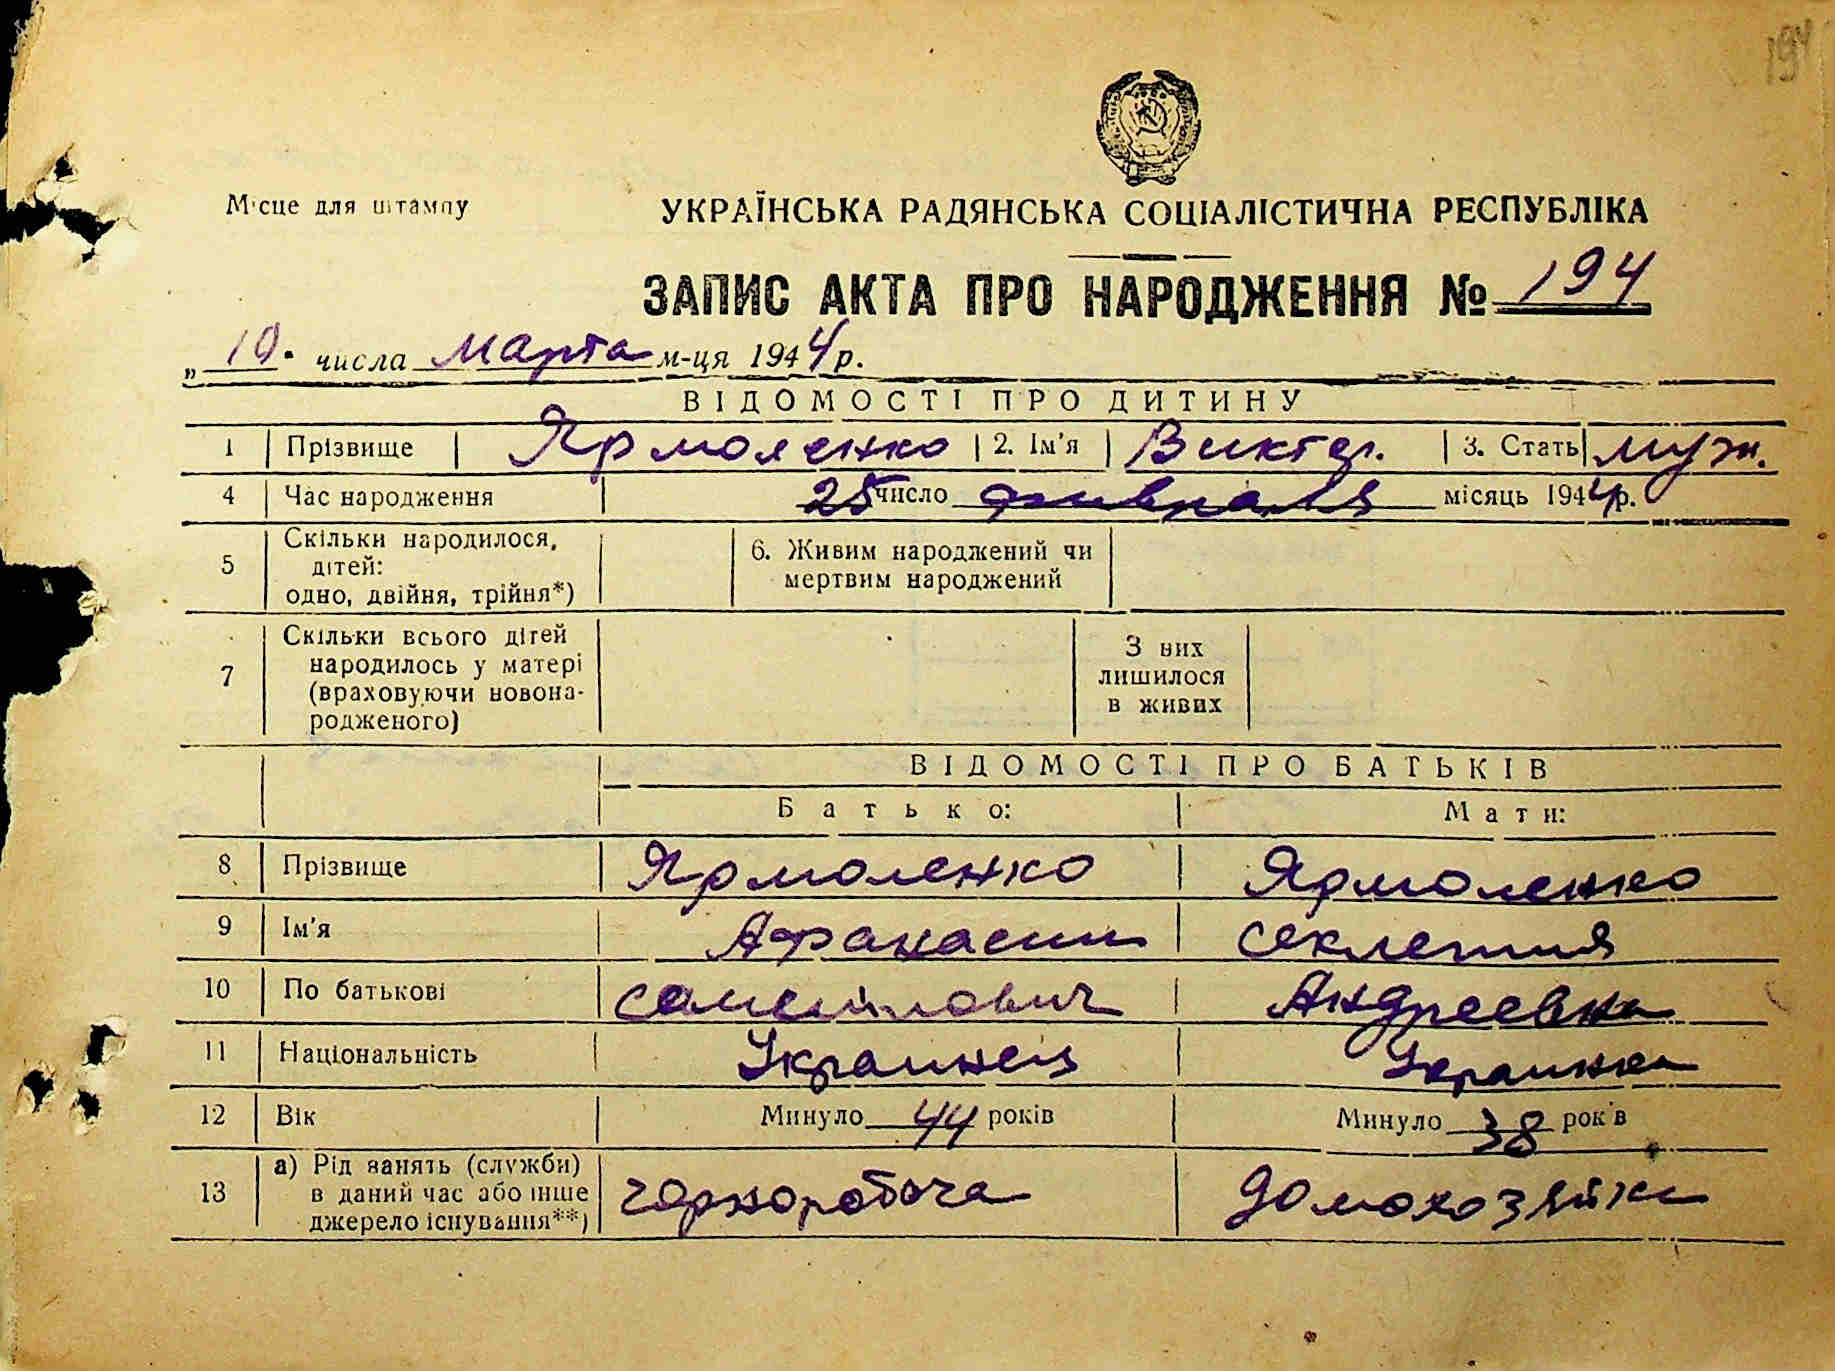 194
Місце для штампу
УКРАЇНСЬКА РАДЯНСЬКА СОЦІАЛІСТИЧНА РЕСПУБЛІКА
ЗАПИС АКТА ПРО НАРОДЖЕННЯ № 194
„ 10. числа марта м-ця 1944 р.
ВІДОМОСТІ ПРО ДИТИНУ
1 Прізвище Ярмоленко 2. Ім'я Виктор. 3. Стать муж.
4 Час народження 25 число февраля місяць 1944 р.
5 Скільки народилося, дітей: одно, двійня, трійня*) 6. Живим народжений чи мертвим народжений
7 Скільки всього дітей народилось у матері (враховуючи новона-родженого) З них лишилося в живих
ВІДОМОСТІ ПРО БАТЬКІВ
Батько: Мати:
8 Прізвище Ярмоленко Ярмоленко
9 Ім'я Афанасии секлетия
10 По батькові самуилович Андреевна
11 Національність Украинец Украинка
12 Вік Минуло 44 років Минуло 38 років
13 а) Рід занять (служби) в даний час або інше джерело існування**) чорноробоча домохозяйка